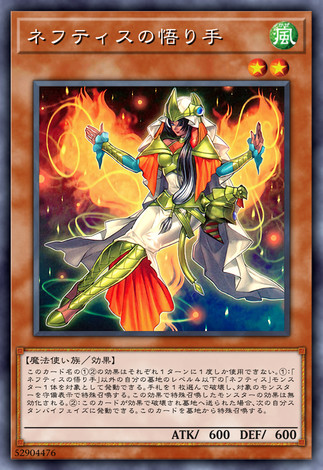 ネフティスの悟り手
風
【魔法使い族/効果】
このカード名の①②の効果はそれぞれ1ターンに1度しか使用できない。①:「
ネフティスの悟り手」以外の自分の墓地のレベル4以下の「ネフティス」モンス
ター1体を対象として発動できる。手札を1枚選んで破壊し、対象のモンスタ
ーを守備表示で特殊召喚する。この効果で特殊召喚したモンスターの効果は無
効化される。②:このカードが効果で破壊され墓地へ送られた場合、次の自分ス
タンバイフェイズに発動できる。このカードを墓地から特殊召喚する。
ATK/ 600 DEF/ 600
52904476